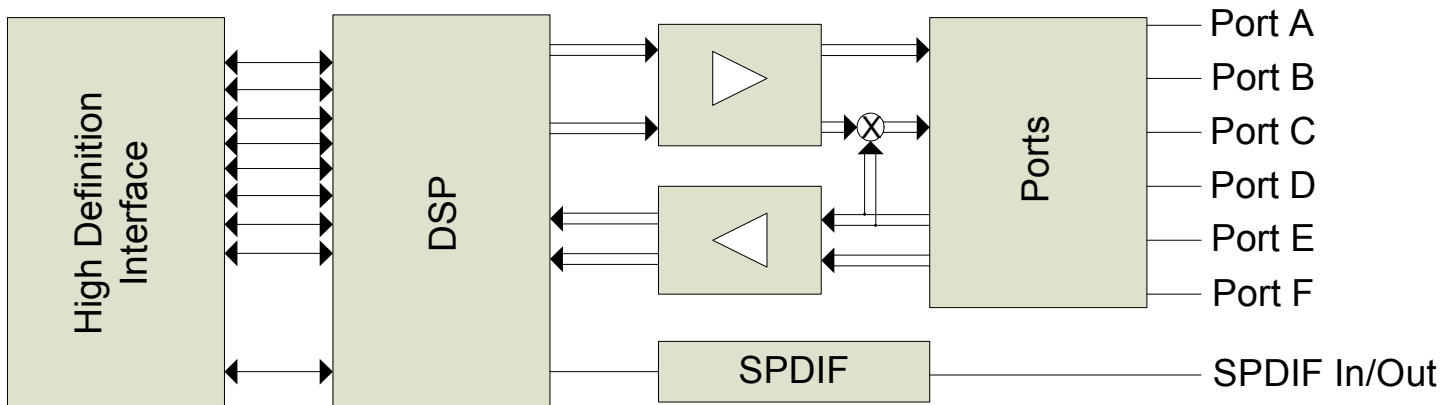 High Definition
Interface
DSP
X
Ports
Port A
Port B
Port C
Port D
Port E
Port F
SPDIF
SPDIF In/Out